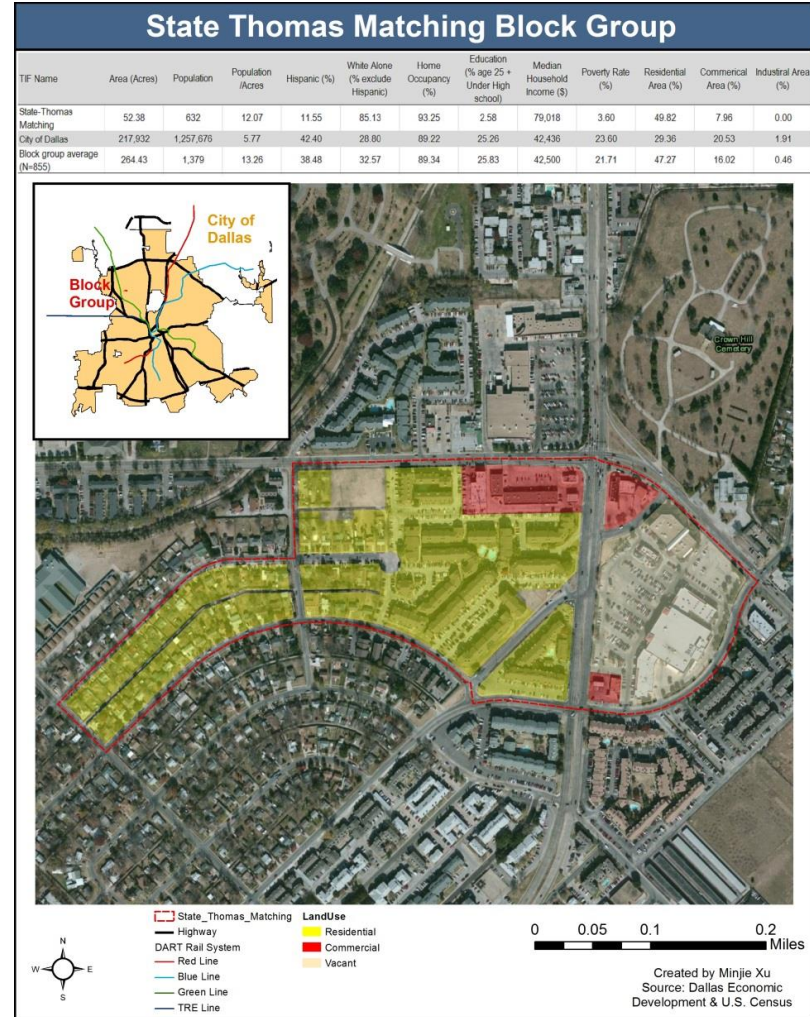 State Thomas Matching Block Group
TIF Name Area (Acres) Population Population /Acres Hispanic (%) White Alone (% exclude Hispanic) Home Occupancy (%) Education (% age 25 + Under High school) Median Household Income ($) Poverty Rate (%) Residential Area (%) Commerical Area (%) Industiral Area (%)
State-Thomas Matching 52.38 632 12.07 11.55 85.13 93.25 2.58 79,018 3.60 49.82 7.96 0.00
City of Dallas 217,932 1,257,676 5.77 42.40 28.80 89.22 25.26 42,436 23.60 29.36 20.53 1.91
Block group average (N=855) 264.43 1,379 13.26 38.48 32.57 89.34 25.83 42,500 21.71 47.27 16.02 0.46
City of
Dallas
Block
Group
Crown Hill
Cemetery
State_Thomas_Matching
Highway
DART Rail System
Red Line
Blue Line
Green Line
TRE Line
LandUse
Residential
Commercial
Vacant
N
W E
S
0 0.05 0.1 0.2
Miles
Created by Minjie Xu
Source: Dallas Economic
Development & U.S. Census